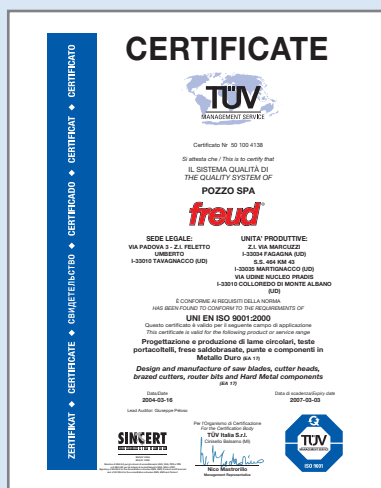 CERTIFICATE
ZERTIFIKAT ◆ CERTIFICATE ◆ СВИДЕТЕЛЬСТВО ◆ CERTIFICADO ◆ CERTIFICAT ◆ CERTIFICATO
TÜV
MANAGEMENT SERVICE
Certificato Nr 50 100 4138
Si attesta che / This is to certify that
IL SISTEMA QUALITÀ DI
THE QUALITY SYSTEM OF
POZZO SPA
freud
SEDE LEGALE:
VIA PADOVA 3 - Z.I. FELETTO
UMBERTO
I-33010 TAVAGNACCO (UD)
UNITA' PRODUTTIVE:
Z.I. VIA MARCUZZI
I-33034 FAGAGNA (UD)
S.S. 464 KM 43
I-33035 MARTIGNACCO (UD)
VIA UDINE NUCLEO PRADIS
I-33010 COLLOREDO DI MONTE ALBANO
(UD)
È CONFORME AI REQUISITI DELLA NORMA
HAS BEEN FOUND TO CONFORM TO THE REQUIREMENTS OF
UNI EN ISO 9001:2000
Questo certificato è valido per il seguente campo di applicazione
This certificate is valid for the following product or service range
Progettazione e produzione di lame circolari, teste
portacoltelli, frese saldobrasate, punte e componenti in
Metallo Duro (EA 17)
Design and manufacture of saw blades, cutter heads,
brazed cutters, router bits and Hard Metal components
(EA 17)
Data/Date
2004-03-16
Data di scadenza/Expiry date
2007-03-03
Lead Auditor: Giuseppe Peloso
Per l'Organismo di Certificazione
For the Certification Body
TÜV Italia S.r.l.
Cinisello Balsamo (MI)
SINCERT
Nico Mastrorillo
Management Representative
TÜV
MANAGEMENT SERVICE
ISO 9001